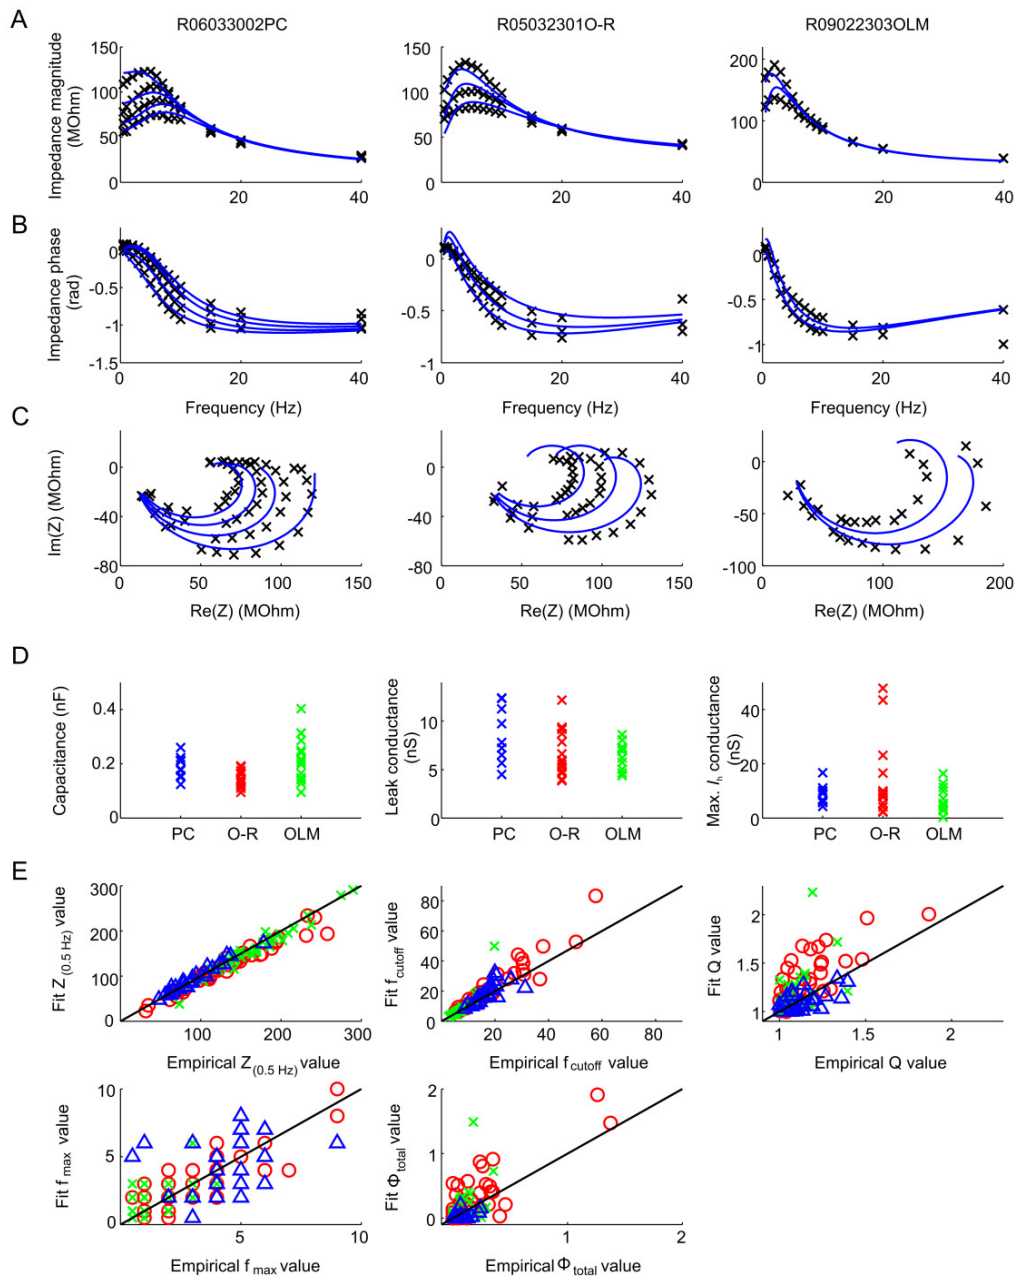 A
R06033002PC
R05032301O-R
R09022303OLM
Impedance magnitude
(MOhm)
150
100
50
0
20
40
150
100
50
0
20
40
200
100
0
20
40
B
Impedance phase
(rad)
0
-0.5
-1
-1.5
0
20
40
0
-0.5
-1
0
20
40
0
-0.5
-1
0
20
40
Frequency (Hz)
Frequency (Hz)
Frequency (Hz)
C
Im(Z) (MOhm)
0
-40
-80
0
50
100
150
0
-40
-80
0
50
100
150
0
-50
-100
0
100
200
Re(Z) (MOhm)
Re(Z) (MOhm)
Re(Z) (MOhm)
D
Capacitance (nF)
0.4
0.2
0
PC
O-R
OLM
Leak conductance
(nS)
10
5
0
PC
O-R
OLM
Max. Ih conductance
(nS)
40
20
0
PC
O-R
OLM
E
Fit Z(0.5 Hz) value
300
200
100
0
100
200
300
Empirical Z(0.5 Hz) value
Fit fcutoff value
80
60
40
20
0
20
40
60
80
Empirical fcutoff value
Fit Q value
2
1.5
1
1
1.5
2
Empirical Q value
Fit fmax value
10
5
0
0
5
10
Empirical fmax value
Fit Φtotal value
2
1
0
1
2
Empirical Φtotal value